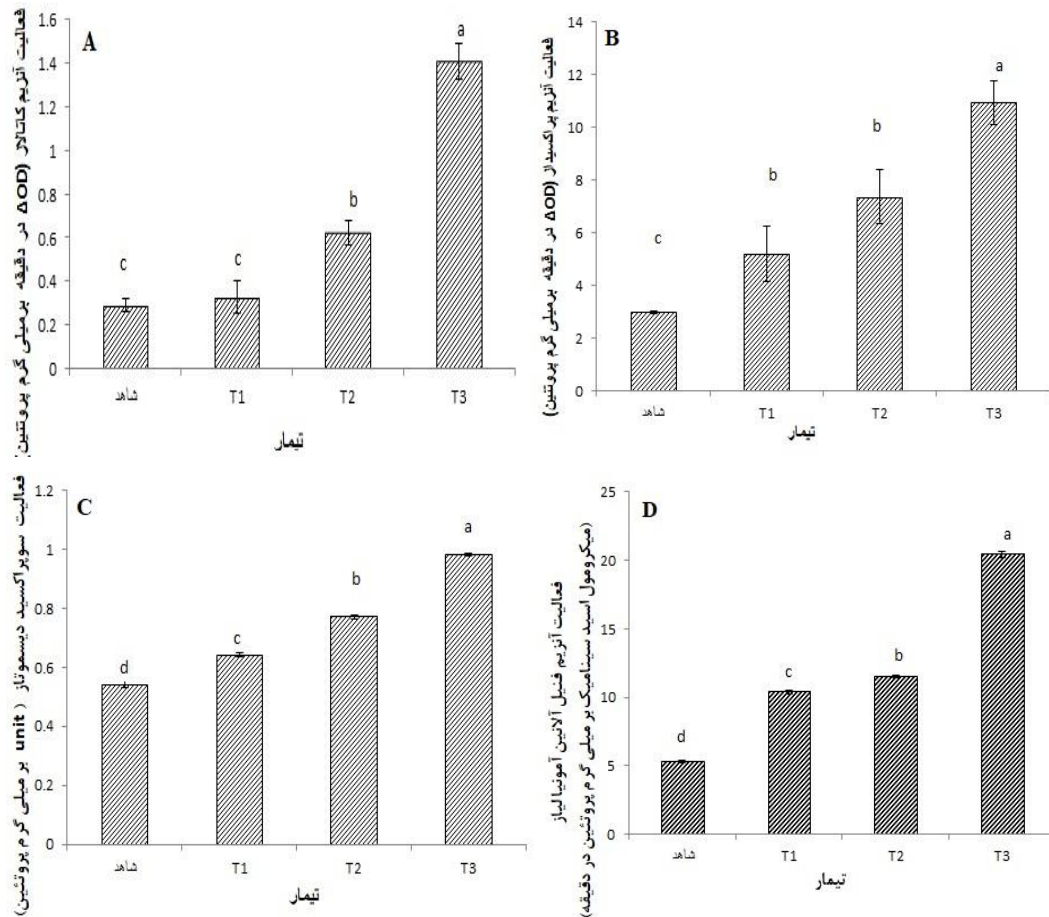 A
فعالیت آنزیم کاتالاز (ΔOD در دقیقه برمیلی گرم پروتئین)
1.6
1.4
1.2
1
0.8
0.6
0.4
0.2
0
c
c
b
a
شاهد
T1
T2
T3
تیمار
B
فعالیت آنزیم پراکسیداز (ΔOD در دقیقه برمیلی گرم پروتئین)
14
12
10
8
6
4
2
0
c
b
b
a
شاهد
T1
T2
T3
تیمار
C
فعالیت سوپراکسید دیسموتاز (unit بر میلی گرم پروتئین)
1.2
1
0.8
0.6
0.4
0.2
0
d
c
b
a
شاهد
T1
T2
T3
تیمار
D
فعالیت آنزیم فنیل آلانین آمونیالیاز
(میکرومول اسید سینامیک بر میلی گرم پروتئین در دقیقه)
25
20
15
10
5
0
d
c
b
a
شاهد
T1
T2
T3
تیمار